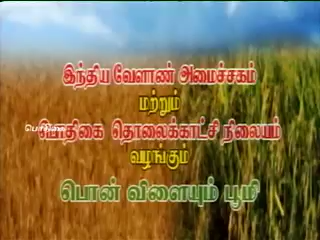 இந்திய வேளாண் அமைச்சகம்
மற்றும்
பொதிகை
பொதிகை தொலைக்காட்சி நிலையம்
வழங்கும்
பொன் விளையும் பூமி